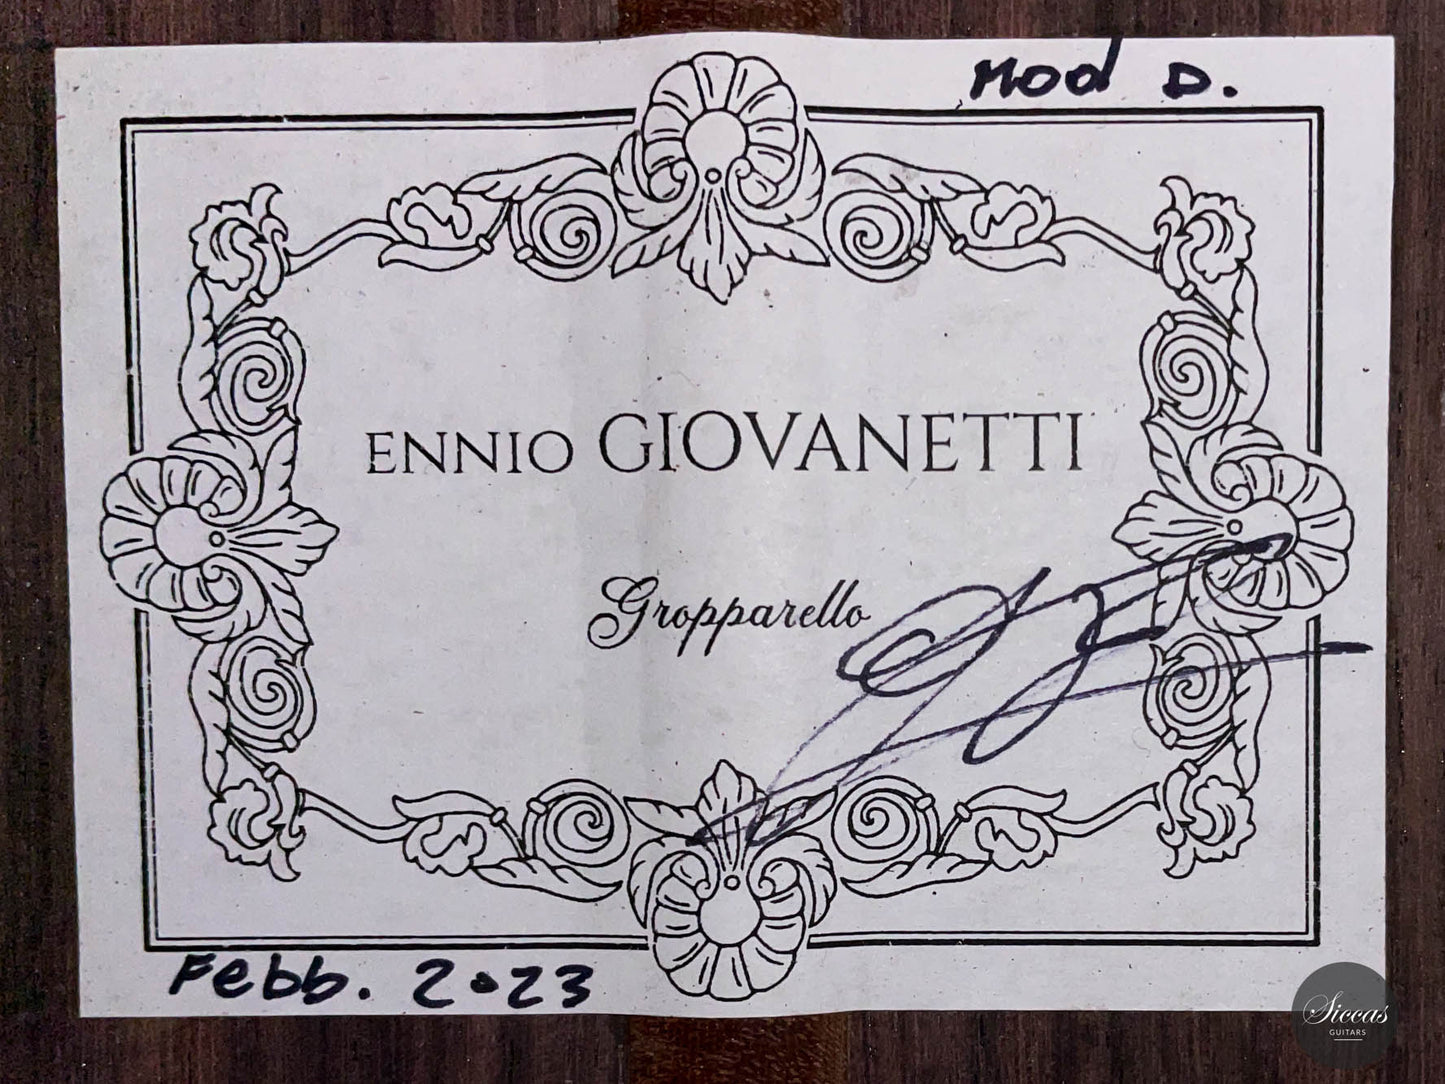 Mod D.
ENNIO GIOVANETTI
Gropparello
Febb. 2023
Siccas
GUITARS